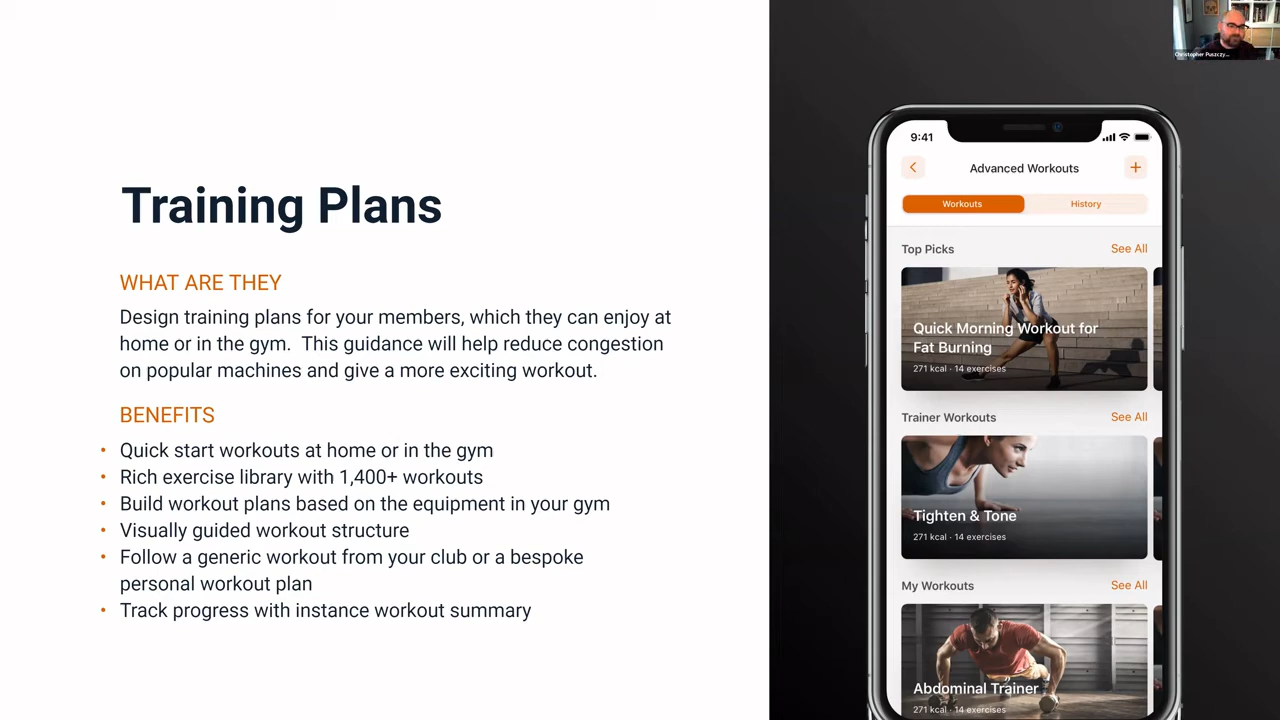 Training Plans
WHAT ARE THEY
Design training plans for your members, which they can enjoy at
home or in the gym.  This guidance will help reduce congestion
on popular machines and give a more exciting workout.
BENEFITS
• Quick start workouts at home or in the gym
• Rich exercise library with 1,400+ workouts
• Build workout plans based on the equipment in your gym
• Visually guided workout structure
• Follow a generic workout from your club or a bespoke
personal workout plan
• Track progress with instance workout summary
Christopher Puszczy...
9:41
Advanced Workouts
Workouts
History
Top Picks
See All
Quick Morning Workout for
Fat Burning
271 kcal · 14 exercises
Trainer Workouts
See All
Tighten & Tone
271 kcal · 14 exercises
My Workouts
See All
Abdominal Trainer
271 kcal · 14 exercises